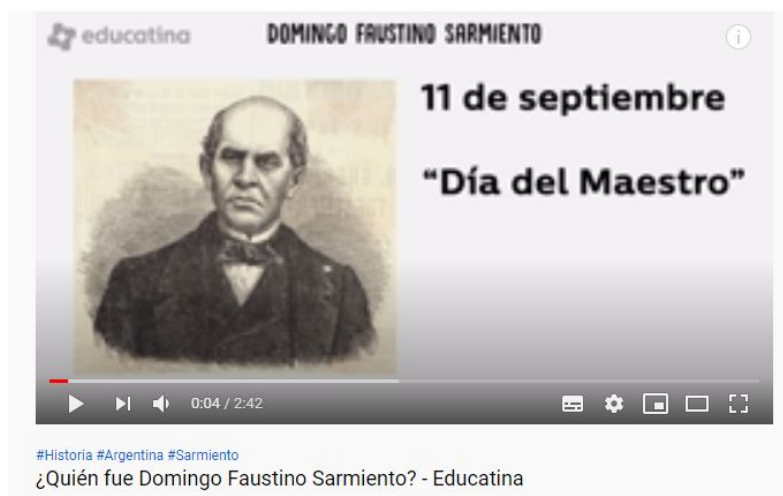 educatina
DOMINGO FAUSTINO SARMIENTO
11 de septiembre
“Día del Maestro”
0:04 / 2:42
#Historia #Argentina #Sarmiento
¿Quién fue Domingo Faustino Sarmiento? - Educatina